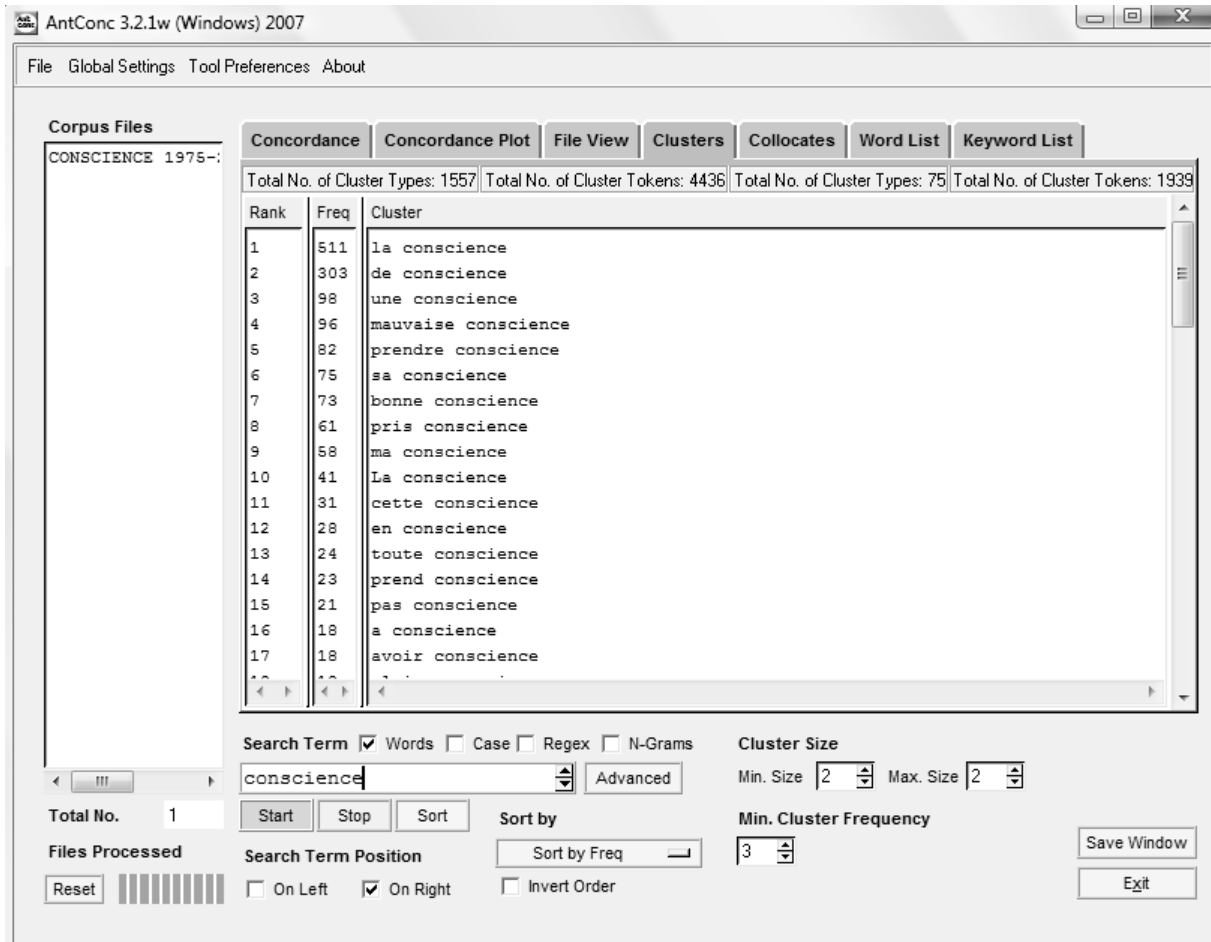 AntConc 3.2.1w (Windows) 2007
File Global Settings Tool Preferences About
Corpus Files
CONSCIENCE 1975-
Concordance Concordance Plot File View Clusters Collocates Word List Keyword List
Total No. of Cluster Types: 1557 Total No. of Cluster Tokens: 4436 Total No. of Cluster Types: 75 Total No. of Cluster Tokens: 1939
Rank Freq Cluster
1 511 la conscience
2 303 de conscience
3 98 une conscience
4 96 mauvaise conscience
5 82 prendre conscience
6 75 sa conscience
7 73 bonne conscience
8 61 pris conscience
9 58 ma conscience
10 41 La conscience
11 31 cette conscience
12 28 en conscience
13 24 toute conscience
14 23 prend conscience
15 21 pas conscience
16 18 a conscience
17 18 avoir conscience
Search Term Words Case Regex N-Grams
conscience Advanced
Start Stop Sort
Search Term Position
On Left On Right
Sort by
Sort by Freq
Invert Order
Cluster Size
Min. Size 2 Max. Size 2
Min. Cluster Frequency
3
Total No. 1
Files Processed
Reset
Save Window
Exit